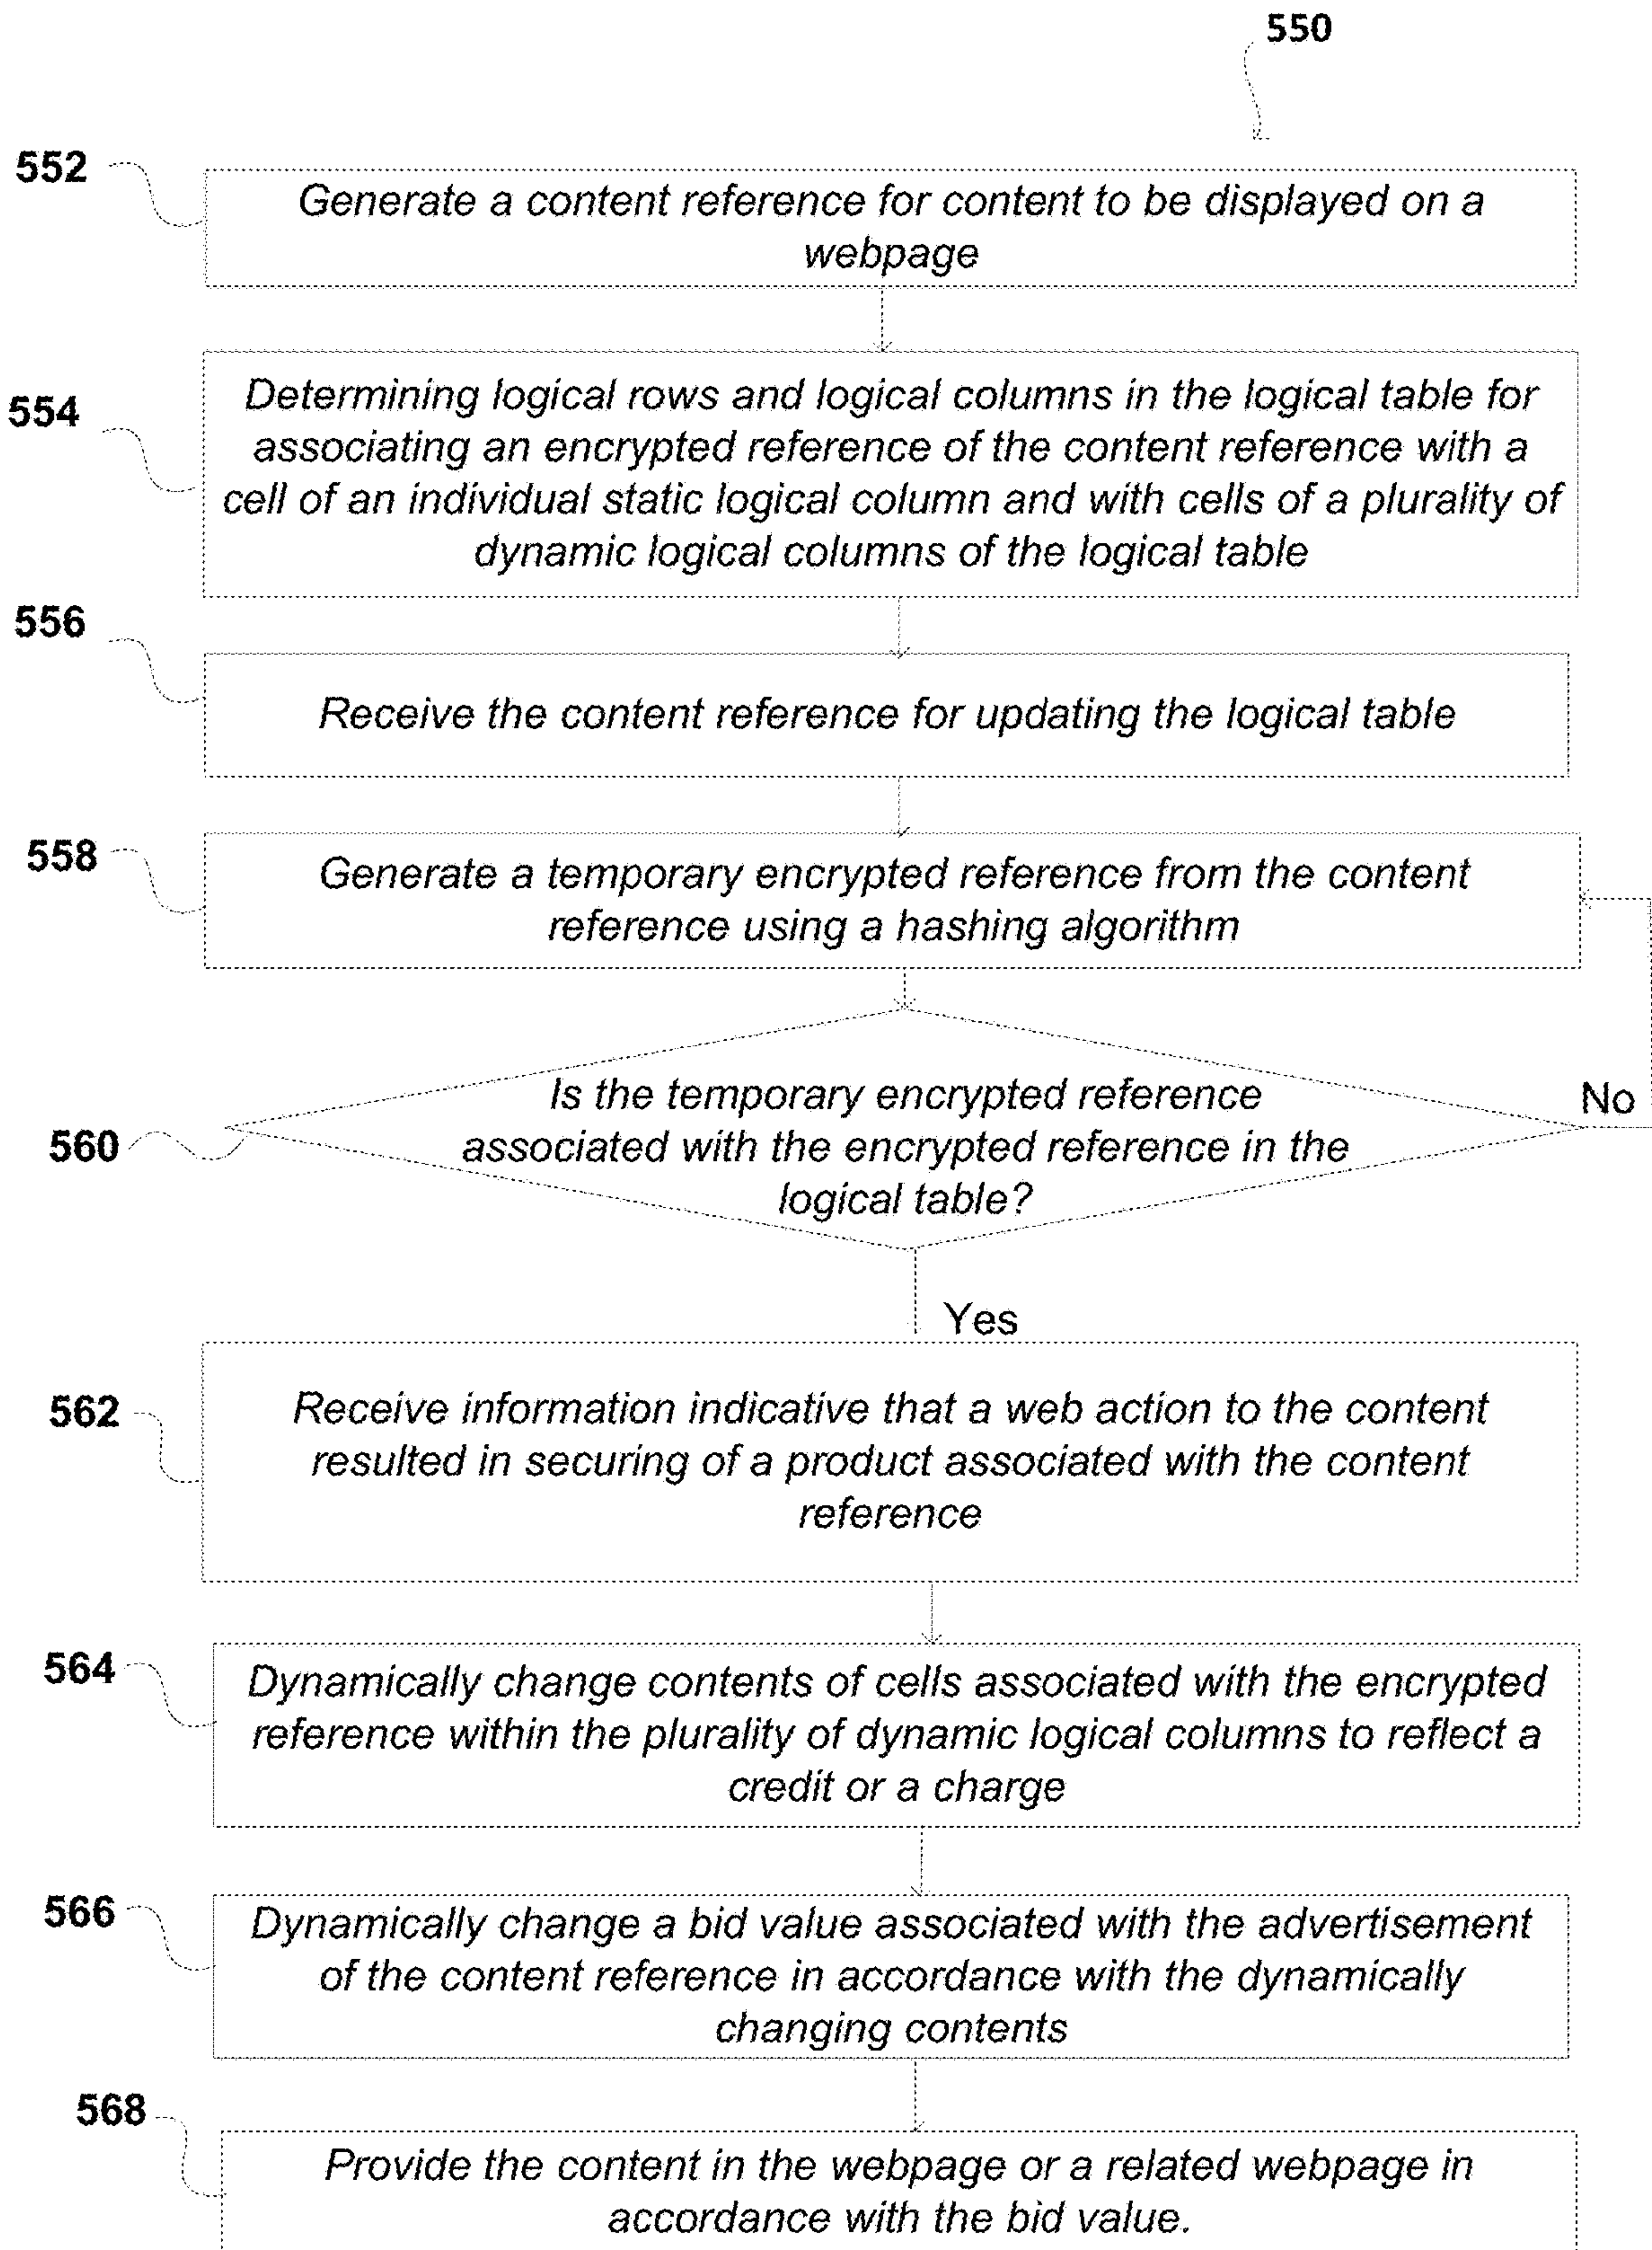 550
552
Generate a content reference for content to be displayed on a
webpage
554
Determining logical rows and logical columns in the logical table for
associating an encrypted reference of the content reference with a
cell of an individual static logical column and with cells of a plurality of
dynamic logical columns of the logical table
556
Receive the content reference for updating the logical table
558
Generate a temporary encrypted reference from the content
reference using a hashing algorithm
Is the temporary encrypted reference
No
560
associated with the encrypted reference in the
logical table?
Yes
562
Receive information indicative that a web action to the content
resulted in securing of a product associated with the content
reference
564
Dynamically change contents of cells associated with the encrypted
reference within the plurality of dynamic logical columns to reflect a
credit or a charge
566
Dynamically change a bid value associated with the advertisement
of the content reference in accordance with the dynamically
changing contents
568
Provide the content in the webpage or a related webpage in
accordance with the bid value.